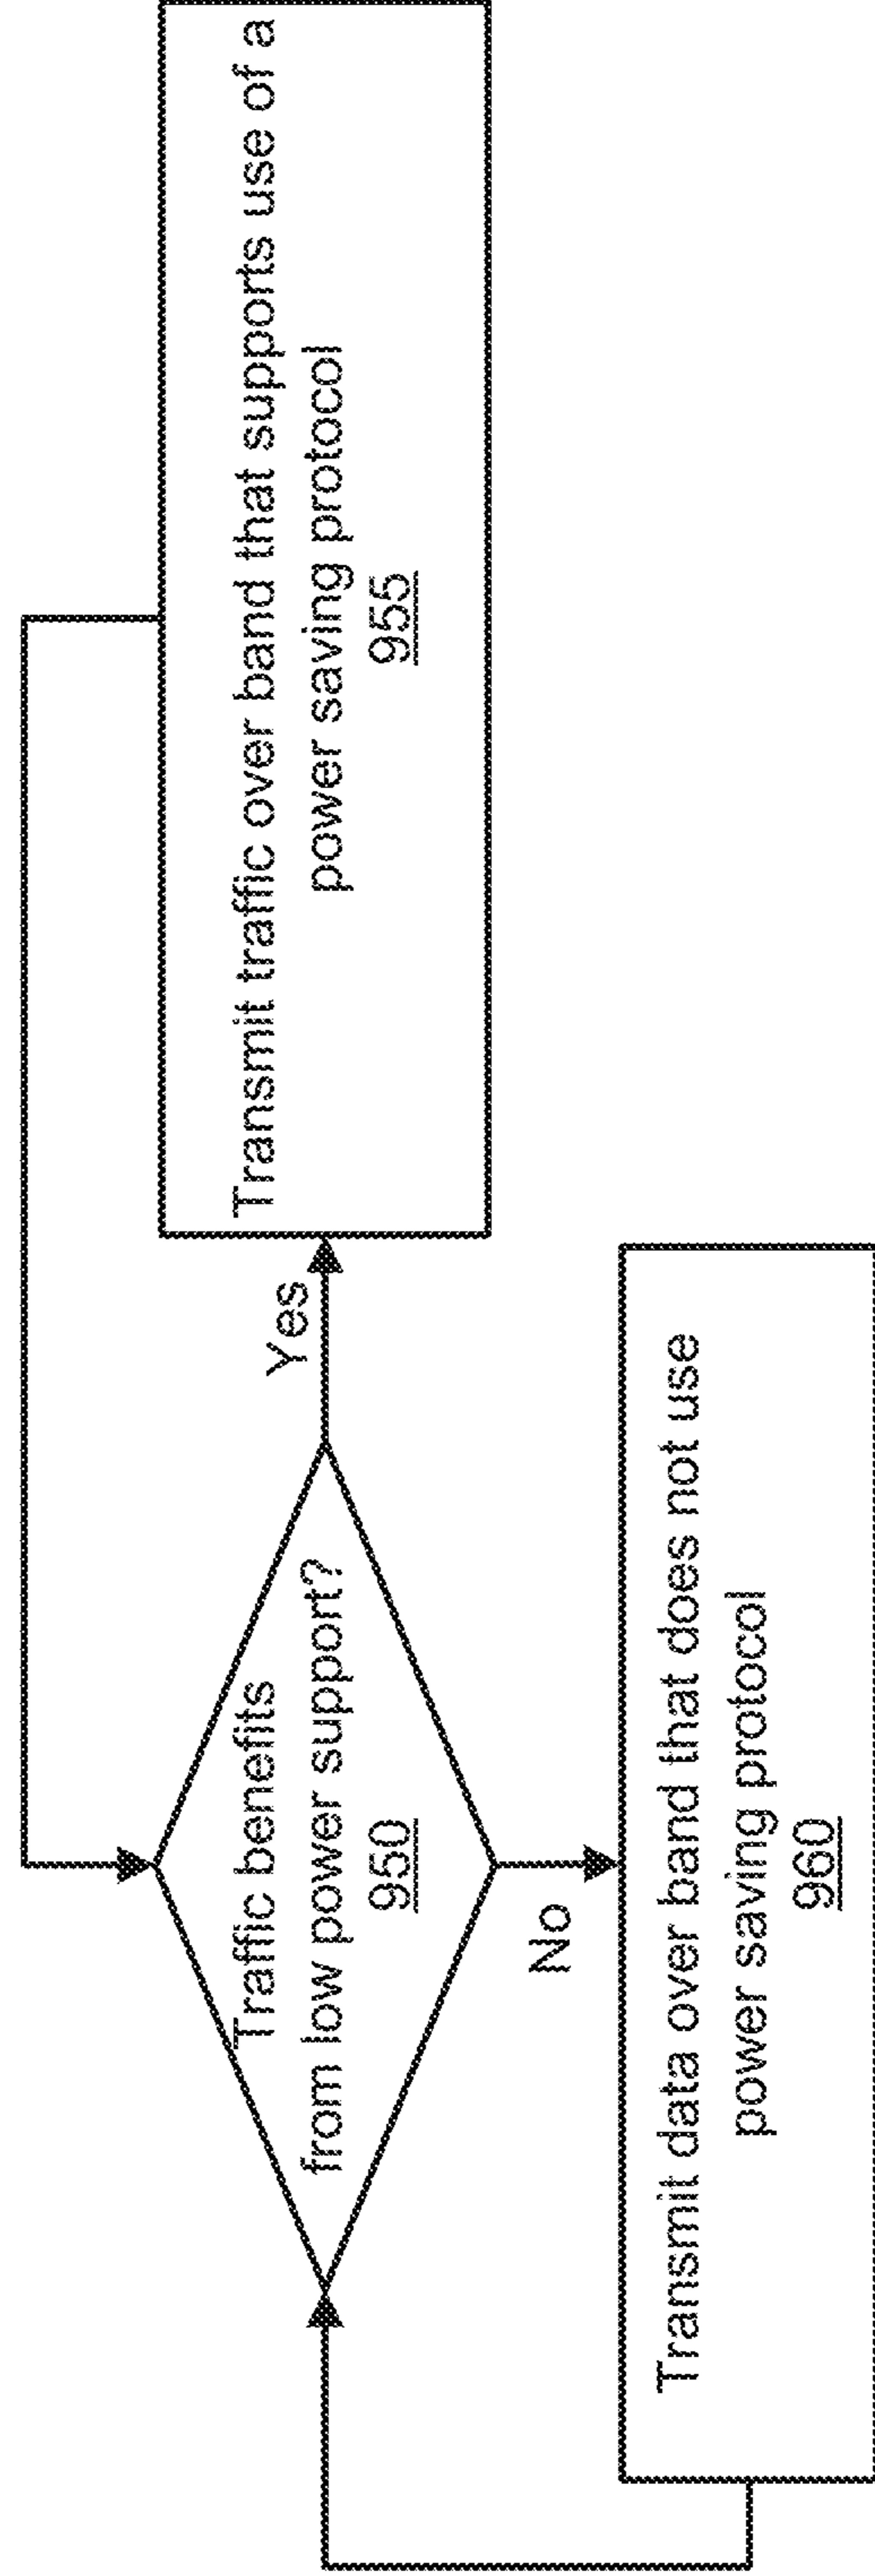 Traffic benefits
from low power support?
950
Yes
Transmit traffic over band that supports use of a
power saving protocol
955
No
Transmit data over band that does not use
power saving protocol
960